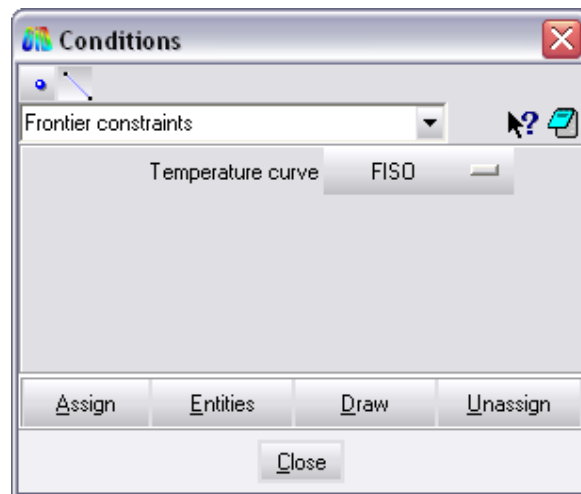 Conditions
Frontier constraints
?
Temperature curve FISO
Assign Entities Draw Unassign
Close